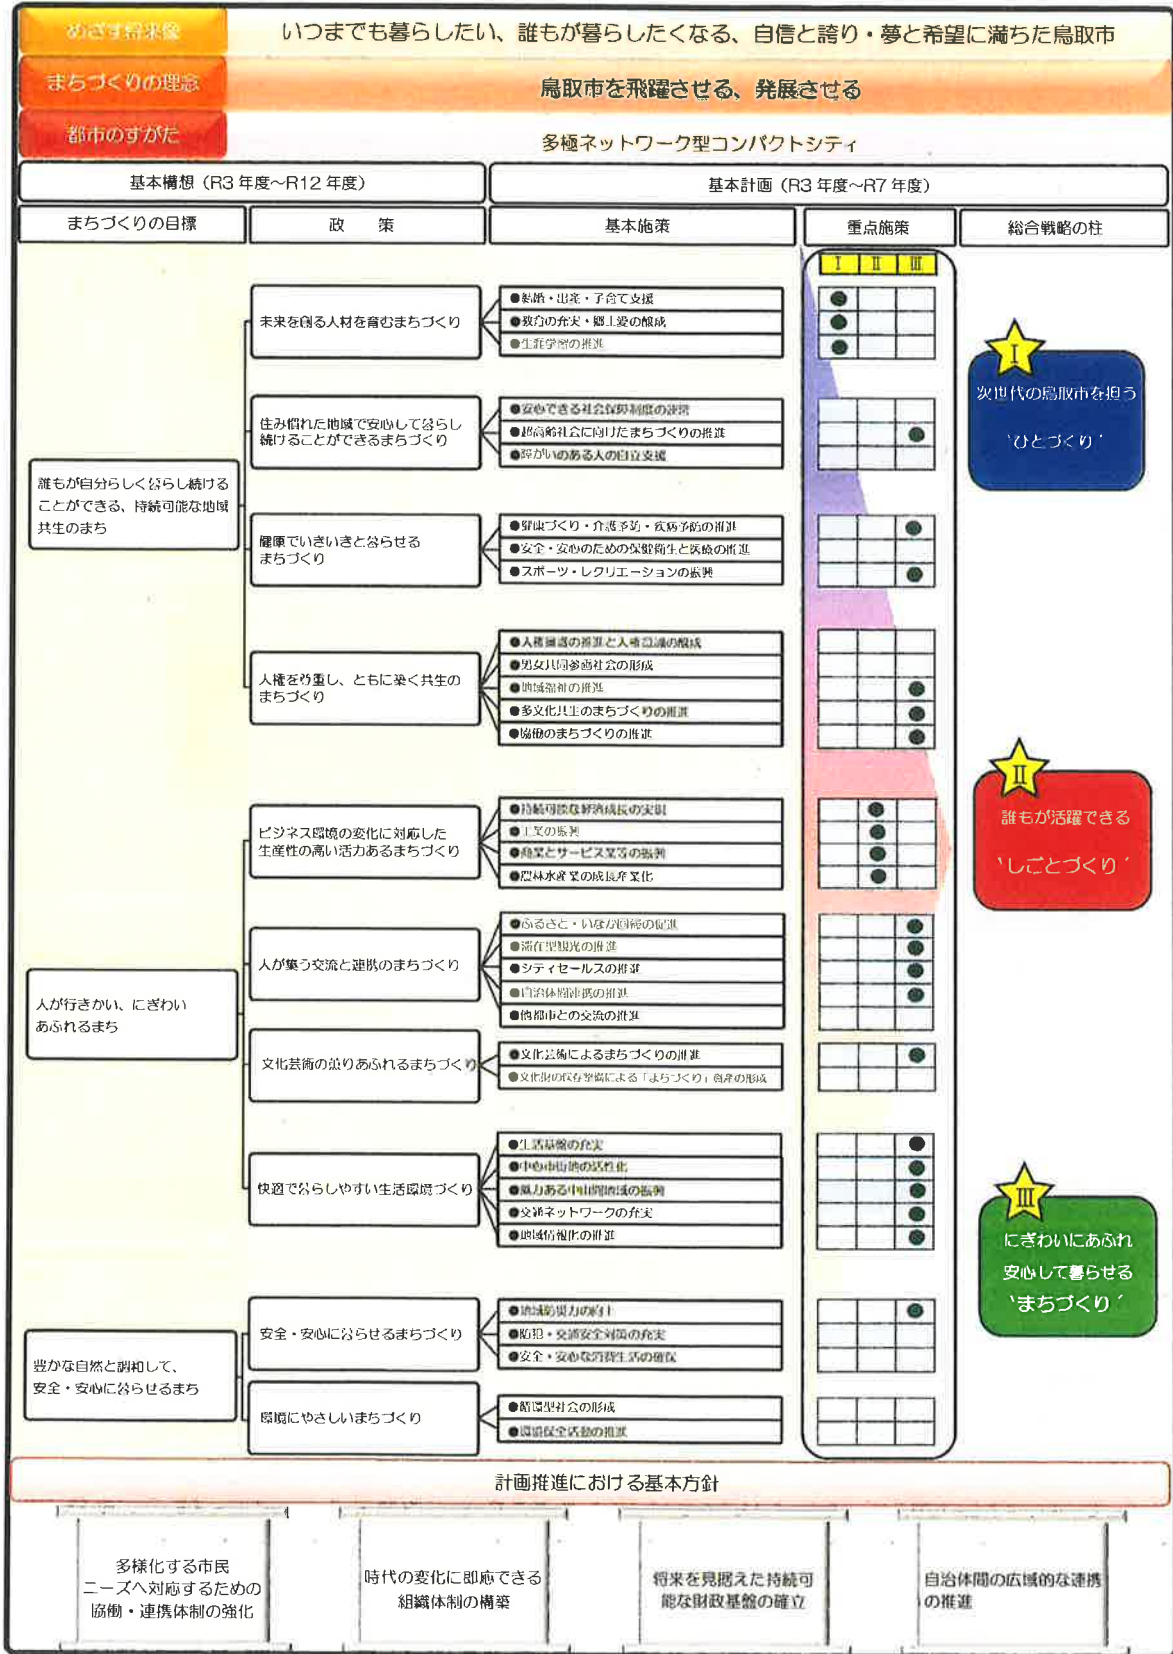 めざす将来像
いつまでも暮らしたい、誰もが暮らしたくなる、自信と誇り・夢と希望に満ちた鳥取市
まちづくりの理念
鳥取市を飛躍させる、発展させる
都市のすがた
多極ネットワーク型コンパクトシティ
基本構想（R3 年度～R12 年度）
基本計画（R3 年度～R7 年度）
まちづくりの目標
政　策
基本施策
重点施策
総合戦略の柱
Ⅰ Ⅱ Ⅲ
誰もが自分らしく暮らし続ける
ことができる、持続可能な地域
共生のまち
未来を創る人材を育むまちづくり
●結婚・出産・子育て支援
●教育の充実・郷土愛の醸成
●生涯学習の推進
住み慣れた地域で安心して暮らし
続けることができるまちづくり
●安心できる社会保障制度の運営
●超高齢社会に向けたまちづくりの推進
●障がいのある人の自立支援
健康でいきいきと暮らせる
まちづくり
●健康づくり・介護予防・疾病予防の推進
●安全・安心のための保健衛生と医療の推進
●スポーツ・レクリエーションの振興
人権を尊重し、ともに築く共生の
まちづくり
●人権擁護の推進と人権意識の醸成
●男女共同参画社会の形成
●地域福祉の推進
●多文化共生のまちづくりの推進
●協働のまちづくりの推進
人が行きかい、にぎわい
あふれるまち
ビジネス環境の変化に対応した
生産性の高い活力あるまちづくり
●持続可能な経済成長の実現
●工業の振興
●商業とサービス業等の振興
●農林水産業の成長産業化
人が集う交流と連携のまちづくり
●ふるさと・いなか回帰の促進
●滞在型観光の推進
●シティセールスの推進
●自治体間連携の推進
●他都市との交流の推進
文化芸術の薫りあふれるまちづくり
●文化芸術によるまちづくりの推進
●文化財の保存整備による「まちづくり」資産の形成
快適で暮らしやすい生活環境づくり
●生活基盤の充実
●中心市街地の活性化
●魅力ある中山間地域の振興
●交通ネットワークの充実
●地域情報化の推進
豊かな自然と調和して、
安全・安心に暮らせるまち
安全・安心に暮らせるまちづくり
●地域防災力の向上
●防犯・交通安全対策の充実
●安全・安心な消費生活の確保
環境にやさしいまちづくり
●循環型社会の形成
●環境保全活動の推進
Ⅰ
次世代の鳥取市を担う
‘ひとづくり’
Ⅱ
誰もが活躍できる
‘しごとづくり’
Ⅲ
にぎわいにあふれ
安心して暮らせる
‘まちづくり’
計画推進における基本方針
多様化する市民
ニーズへ対応するための
協働・連携体制の強化
時代の変化に即応できる
組織体制の構築
将来を見据えた持続可
能な財政基盤の確立
自治体間の広域的な連携
の推進